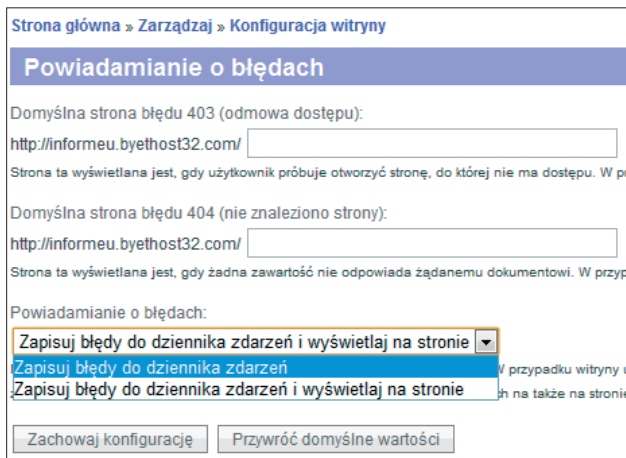 Strona główna » Zarządzaj » Konfiguracja witryny
Powiadamianie o błędach
Domyślna strona błędu 403 (odmowa dostępu):
http://informeu.byethost32.com/
Strona ta wyświetlana jest, gdy użytkownik próbuje otworzyć stronę, do której nie ma dostępu. W
Domyślna strona błędu 404 (nie znaleziono strony):
http://informeu.byethost32.com/
Strona ta wyświetlana jest, gdy żadna zawartość nie odpowiada żądanemu dokumentowi. W
Powiadamianie o błędach:
Zapisuj błędy do dziennika zdarzeń i wyświetlaj na stronie
Zapisuj błędy do dziennika zdarzeń
przypadku witryny
Zapisuj błędy do dziennika zdarzeń i wyświetlaj na stronie
na także na stronie
Zachowaj konfigurację
Przywróć domyślne wartości